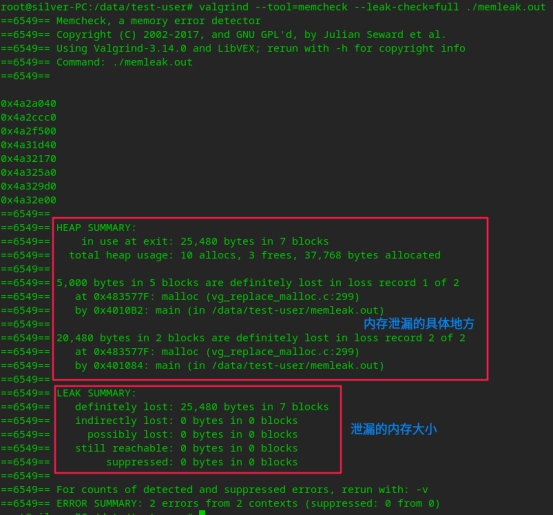 root@silver-PC:/data/test-user# valgrind --tool=memcheck --leak-check=full ./memleak.out
==6549== Memcheck, a memory error detector
==6549== Copyright (C) 2002-2017, and GNU GPL'd, by Julian Seward et al.
==6549== Using Valgrind-3.14.0 and LibVEX; rerun with -h for copyright info
==6549== Command: ./memleak.out
==6549==
0x4a2a040
0x4a2ccc0
0x4a2f500
0x4a31d40
0x4a32170
0x4a325a0
0x4a329d0
0x4a32e00
==6549==
==6549== HEAP SUMMARY:
==6549==     in use at exit: 25,480 bytes in 7 blocks
==6549==   total heap usage: 10 allocs, 3 frees, 37,768 bytes allocated
==6549==
==6549== 5,000 bytes in 5 blocks are definitely lost in loss record 1 of 2
==6549==    at 0x483577F: malloc (vg_replace_malloc.c:299)
==6549==    by 0x4010B2: main (in /data/test-user/memleak.out)
内存泄漏的具体地方
==6549==
==6549== 20,480 bytes in 2 blocks are definitely lost in loss record 2 of 2
==6549==    at 0x483577F: malloc (vg_replace_malloc.c:299)
==6549==    by 0x401084: main (in /data/test-user/memleak.out)
==6549==
==6549== LEAK SUMMARY:
==6549==    definitely lost: 25,480 bytes in 7 blocks
==6549==    indirectly lost: 0 bytes in 0 blocks
==6549==      possibly lost: 0 bytes in 0 blocks
泄漏的内存大小
==6549==    still reachable: 0 bytes in 0 blocks
==6549==         suppressed: 0 bytes in 0 blocks
==6549==
==6549== For counts of detected and suppressed errors, rerun with: -v
==6549== ERROR SUMMARY: 2 errors from 2 contexts (suppressed: 0 from 0)